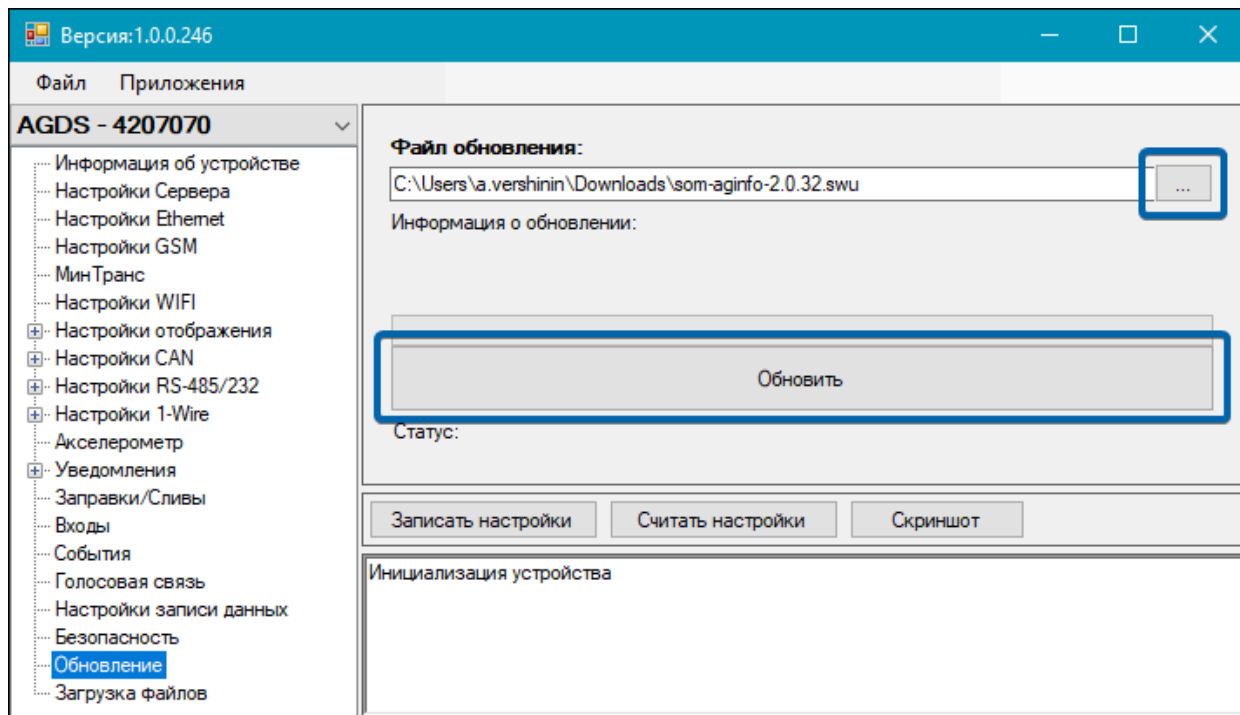 Версия:1.0.0.246
Файл Приложения
AGDS - 4207070
Информация об устройстве
Настройки Сервера
Настройки Ethernet
Настройки GSM
МинТранс
Настройки WIFI
Настройки отображения
Настройки CAN
Настройки RS-485/232
Настройки 1-Wire
Акселерометр
Уведомления
Заправки/Сливы
Входы
События
Голосовая связь
Настройки записи данных
Безопасность
Обновление
Загрузка файлов
Файл обновления:
C:\Users\a.vershinin\Downloads\som-aginfo-2.0.32.swu ...
Информация о обновлении:
Обновить
Статус:
Записать настройки Считать настройки Скриншот
Инициализация устройства